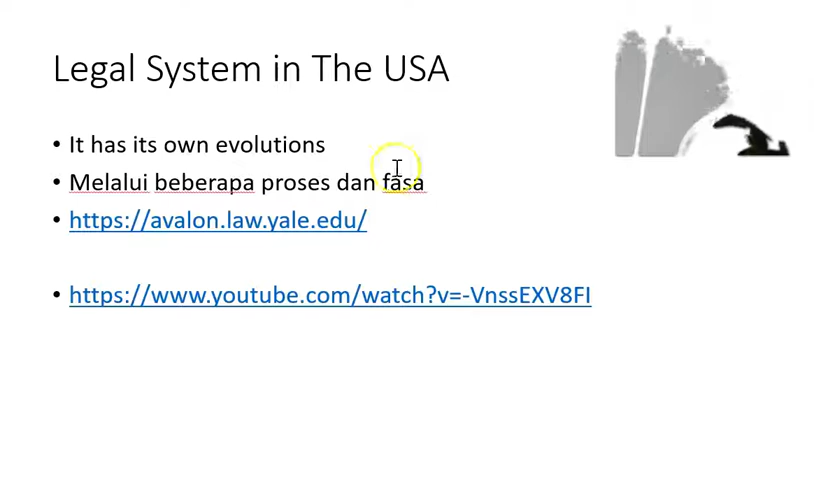 Legal System in The USA
• It has its own evolutions
• Melalui beberapa proses dan fasa
• https://avalon.law.yale.edu/
• https://www.youtube.com/watch?v=-VnssEXV8FI